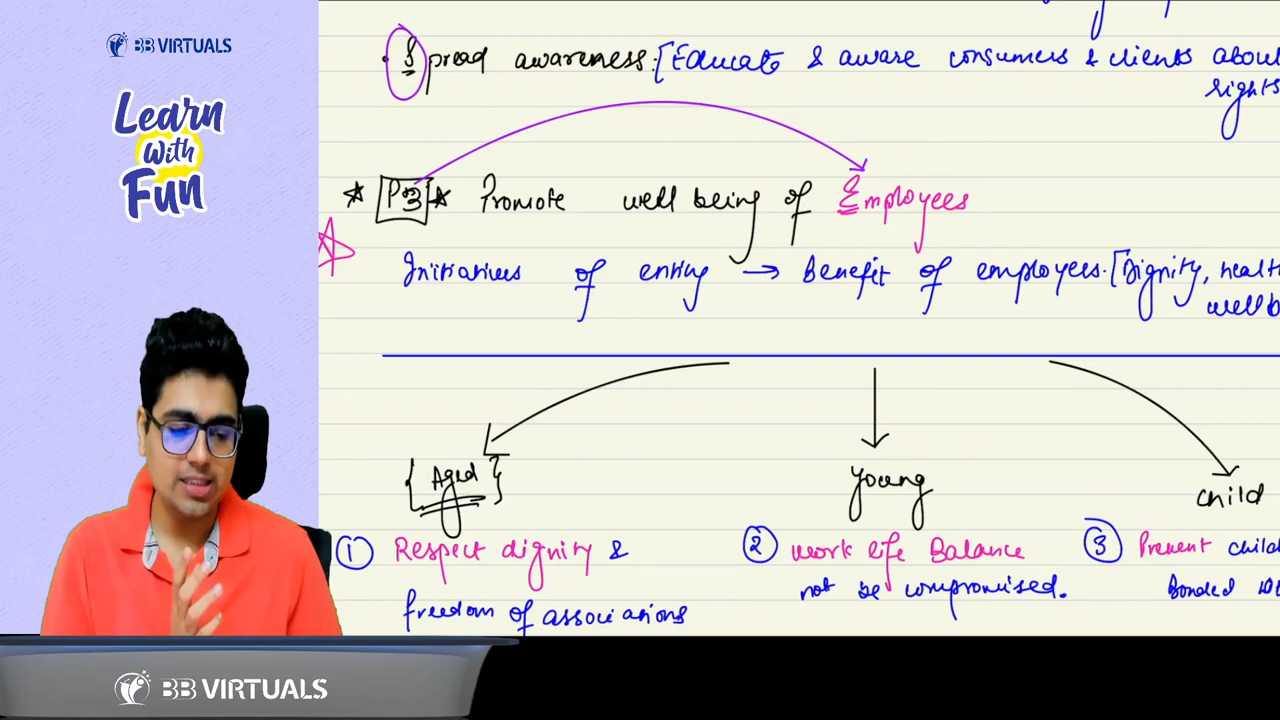 BB VIRTUALS
Learn
With
Fun
• Spread awareness. [Educate & aware consumers & clients about
rights
P3 Promote well being of Employees
Initiatives of entity → Benefit of employees. [Dignity, healt
wellb
{Aged}
young
child
① Respect dignity &
freedom of associations
② work life Balance
not be compromised.
③ Prevent child
Bonded
BB VIRTUALS